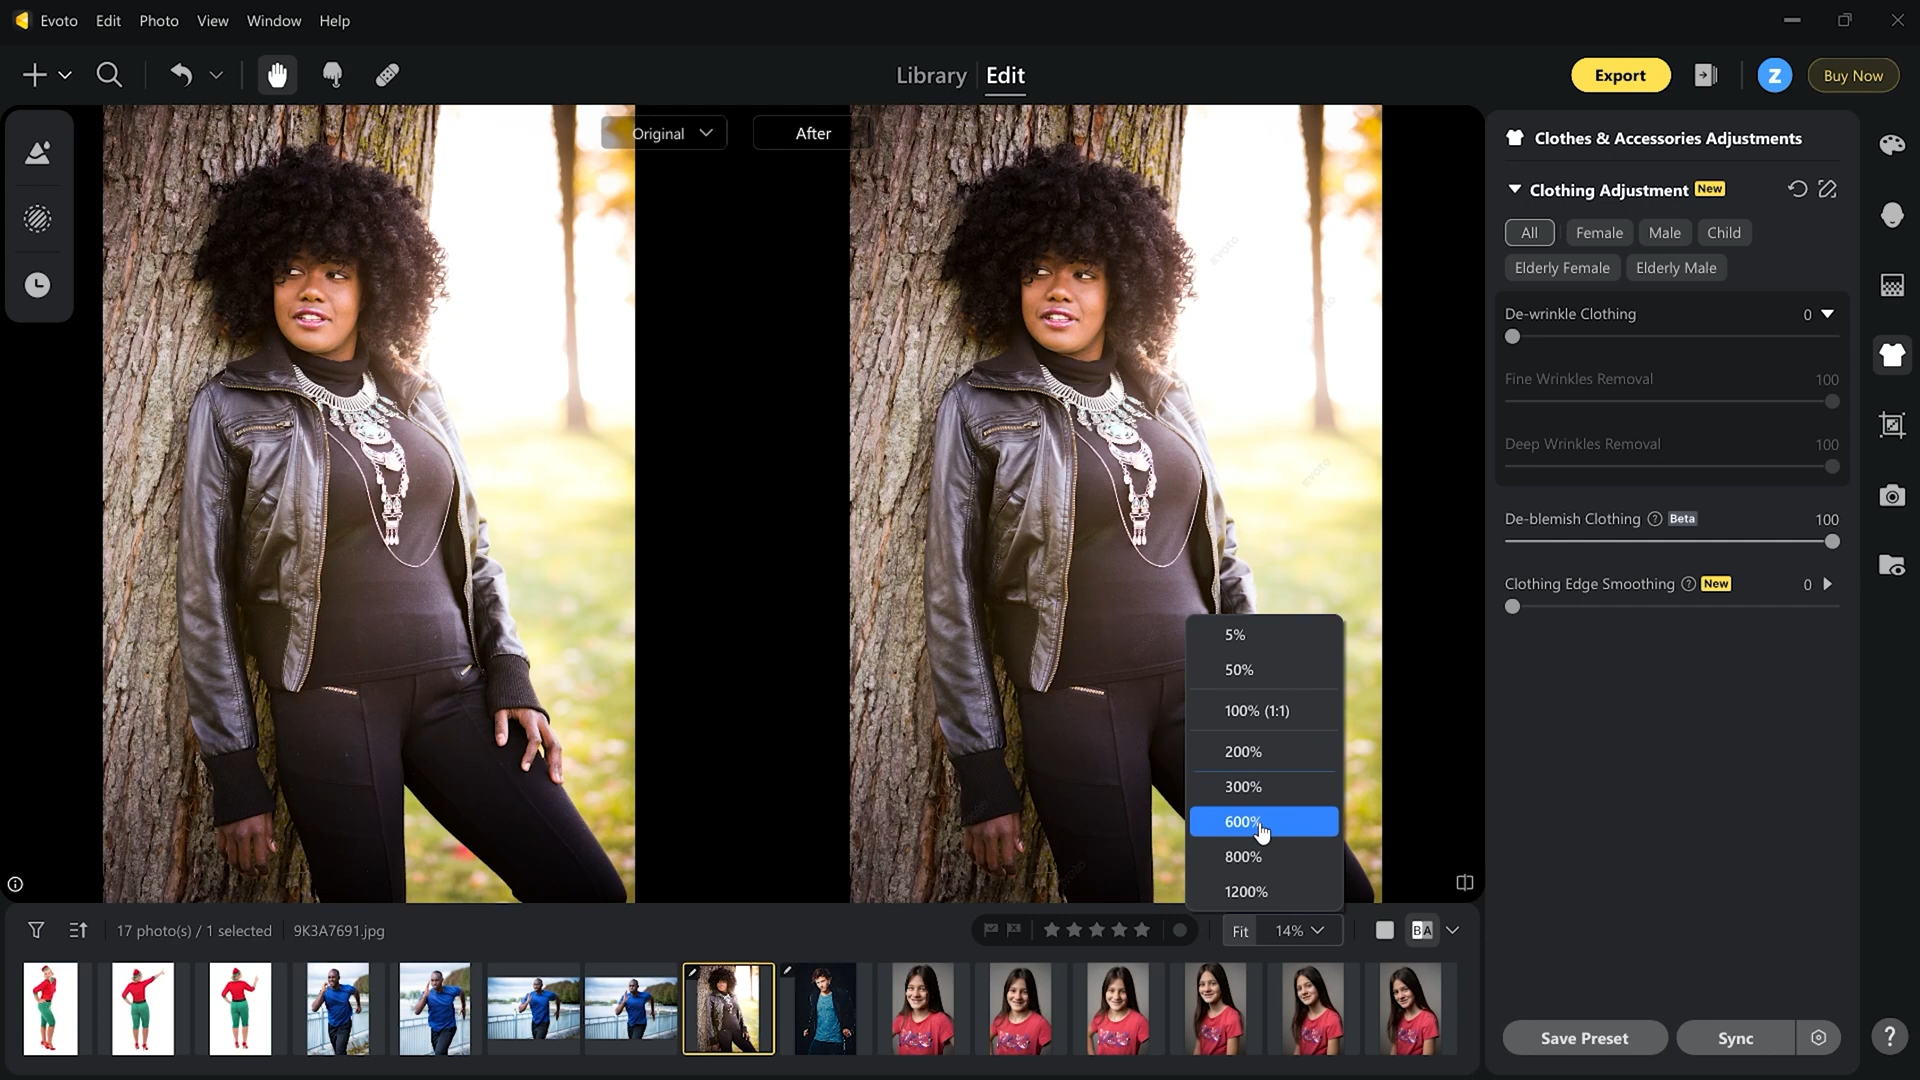 Evoto Edit Photo View Window Help
Library Edit
Export
Z
Buy Now
Original
After
Clothes & Accessories Adjustments
Clothing Adjustment New
All Female Male Child
Elderly Female Elderly Male
De-wrinkle Clothing 0
Fine Wrinkles Removal 100
Deep Wrinkles Removal 100
De-blemish Clothing ? Beta 100
Clothing Edge Smoothing ? New 0
Evoto
Evoto
Evoto
5%
50%
100% (1:1)
200%
300%
600%
800%
1200%
17 photo(s) / 1 selected 9K3A7691.jpg
Fit 14%
BA
Save Preset Sync
?